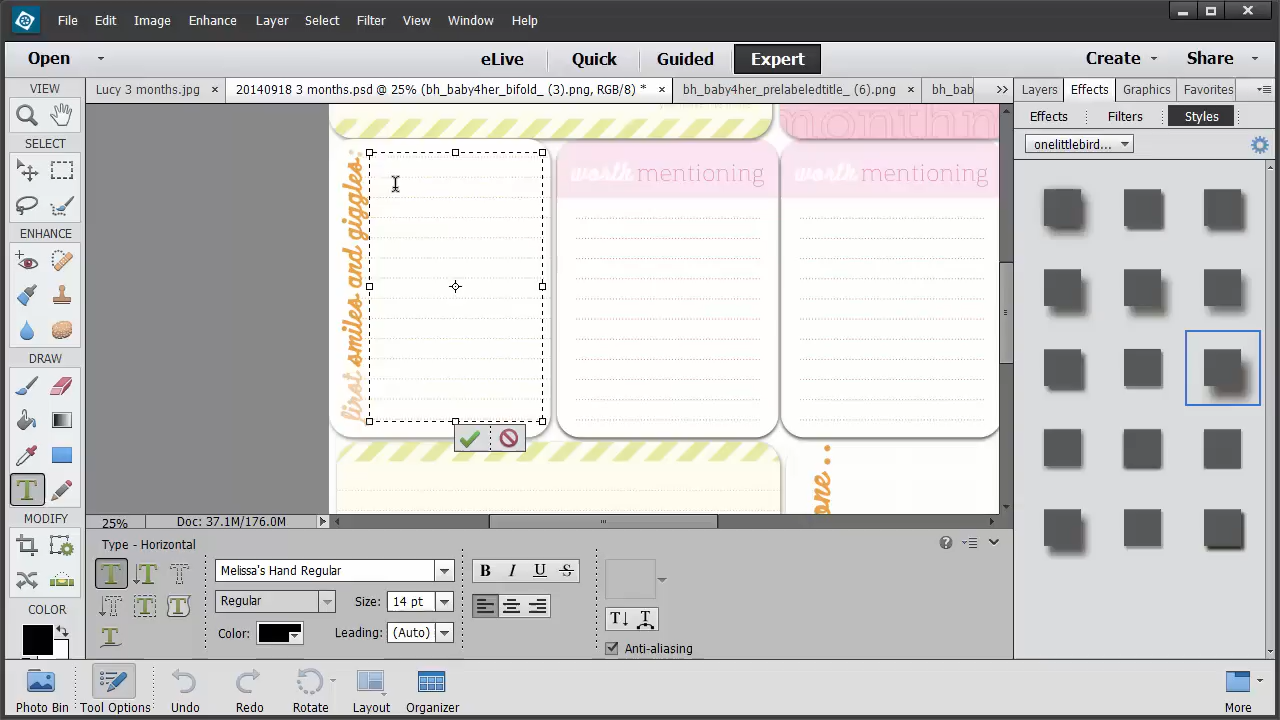 File Edit Image Enhance Layer Select Filter View Window Help
Open eLive Quick Guided Expert Create Share
VIEW Lucy 3 months.jpg × 20140918 3 months.psd @ 25% (bh_baby4her_bifold_ (3).png, RGB/8) * × bh_baby4her_prelabeledtitle_ (6).png × bh_bab » Layers Effects Graphics Favorites
Effects Filters Styles
monthm
SELECT onelittlebird...
first smiles and giggles:
worth mentioning worth mentioning
ENHANCE
DRAW
one...
T
MODIFY 25% Doc: 37.1M/176.0M
Type - Horizontal
Melissa's Hand Regular B I U S
Regular Size: 14 pt
COLOR Color: Leading: (Auto)
Anti-aliasing
Photo Bin Tool Options Undo Redo Rotate Layout Organizer More